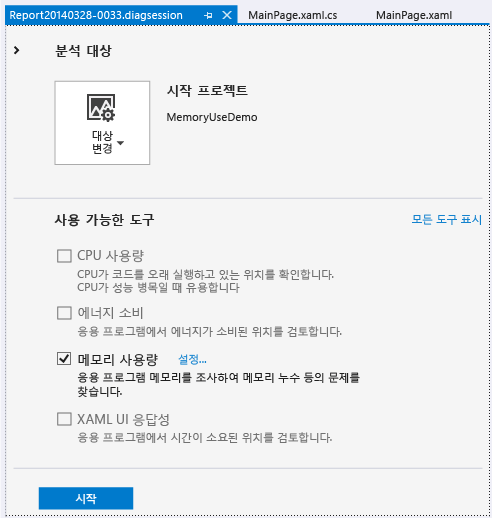 Report20140328-0033.diagsession MainPage.xaml.cs MainPage.xaml
분석 대상
시작 프로젝트
MemoryUseDemo
대상
변경
사용 가능한 도구 모든 도구 표시
CPU 사용량
CPU가 코드를 오래 실행하고 있는 위치를 확인합니다.
CPU가 성능 병목일 때 유용합니다
에너지 소비
응용 프로그램에서 에너지가 소비된 위치를 검토합니다.
메모리 사용량 설정...
응용 프로그램 메모리를 조사하여 메모리 누수 등의 문제를
찾습니다.
XAML UI 응답성
응용 프로그램에서 시간이 소요된 위치를 검토합니다.
시작